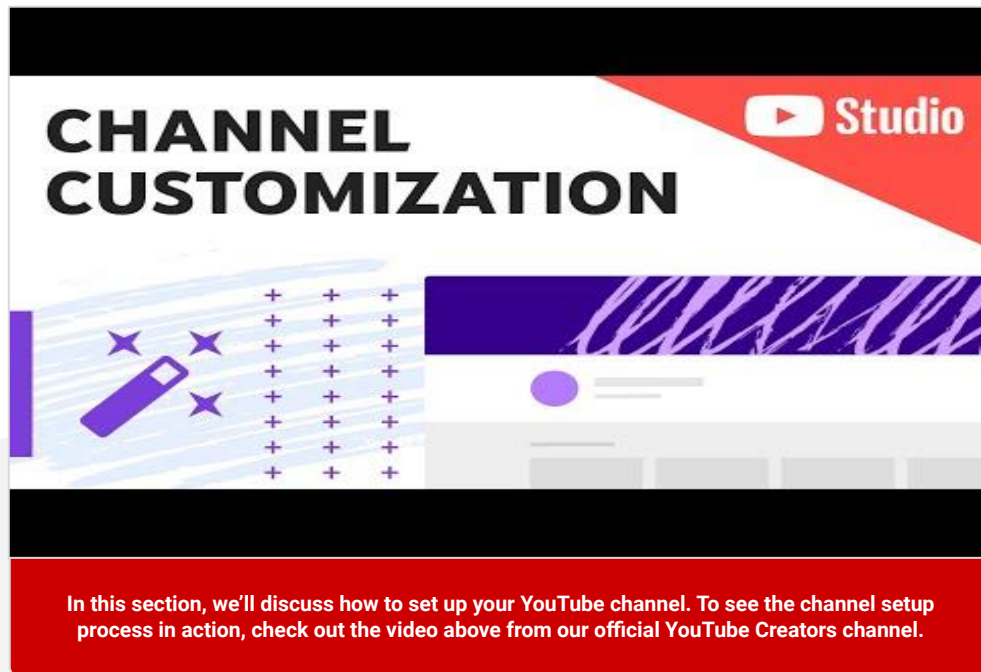 CHANNEL
CUSTOMIZATION
Studio
In this section, we’ll discuss how to set up your YouTube channel. To see the channel setup
process in action, check out the video above from our official YouTube Creators channel.